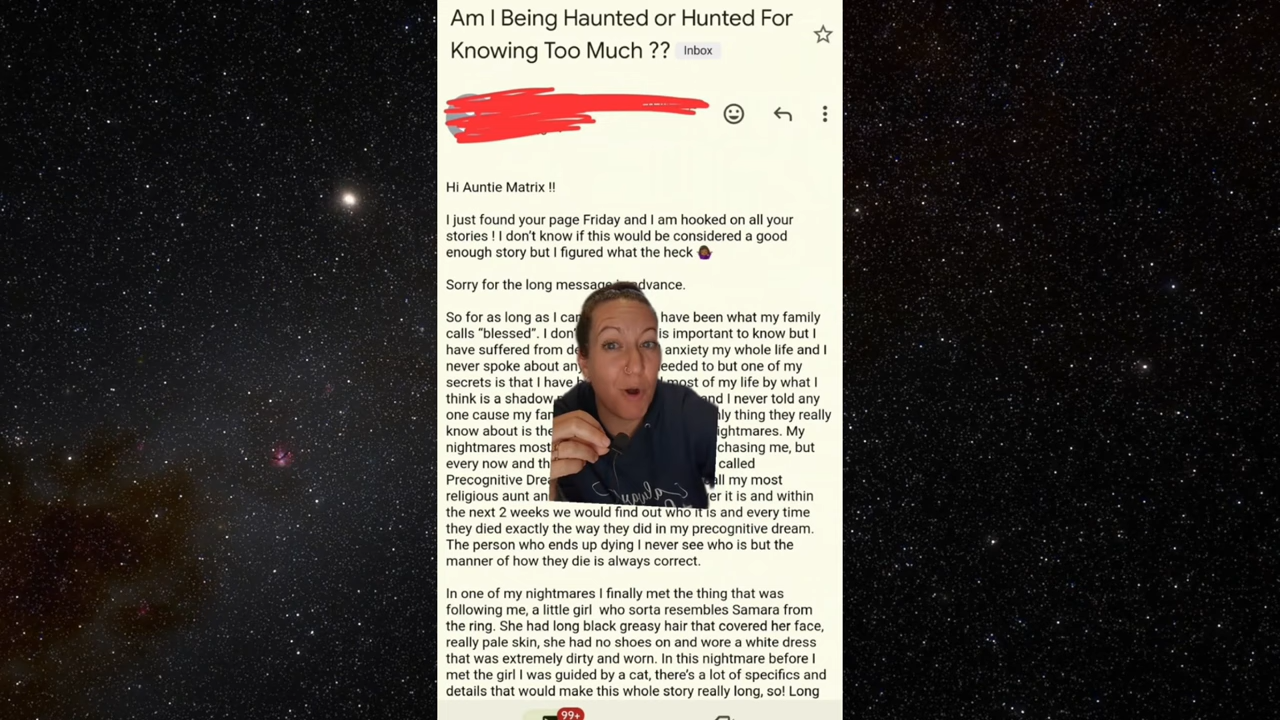 Am I Being Haunted or Hunted For
Knowing Too Much ?? Inbox
Hi Auntie Matrix !!
I just found your page Friday and I am hooked on all your
stories ! I don't know if this would be considered a good
enough story but I figured what the heck 🤷🏾‍♀️
Sorry for the long message advance.
So for as long as I can have been what my family
calls “blessed”. I don't is important to know but I
have suffered from anxiety my whole life and I
never spoke about needed to but one of my
secrets is that I have most of my life by what I
think is a shadow and I never told any
one cause my only thing they really
know about is the nightmares. My
nightmares most chasing me, but
every now and called
Precognitive all my most
religious aunt it is and within
the next 2 weeks we would find out who it is and every time
they died exactly the way they did in my precognitive dream.
The person who ends up dying I never see who is but the
manner of how they die is always correct.
In one of my nightmares I finally met the thing that was
following me, a little girl who sorta resembles Samara from
the ring. She had long black greasy hair that covered her face,
really pale skin, she had no shoes on and wore a white dress
that was extremely dirty and worn. In this nightmare before I
met the girl I was guided by a cat, there's a lot of specifics and
details that would make this whole story really long, so! Long
99+